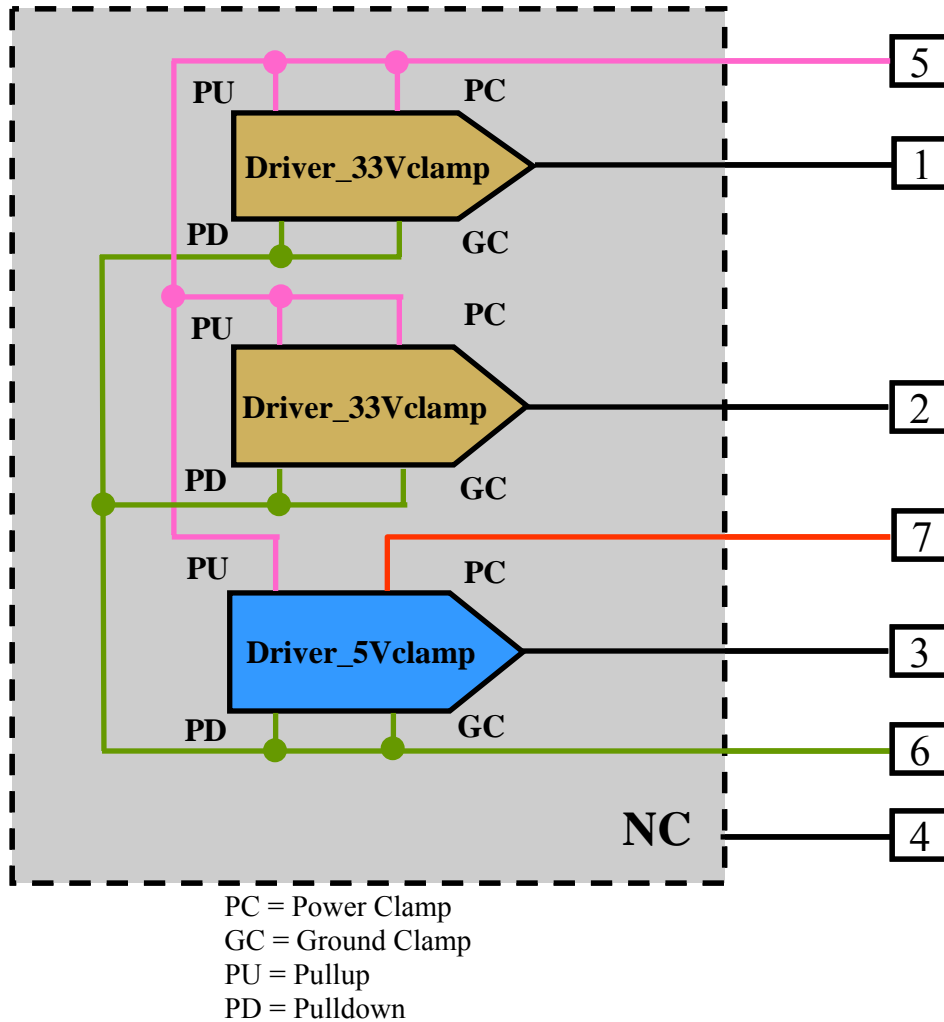 5
PU
PC
Driver_33Vclamp
1
PD
GC
PU
PC
Driver_33Vclamp
2
PD
GC
7
PU
PC
Driver_5Vclamp
3
PD
GC
6
NC
4
PC = Power Clamp
GC = Ground Clamp
PU = Pullup
PD = Pulldown